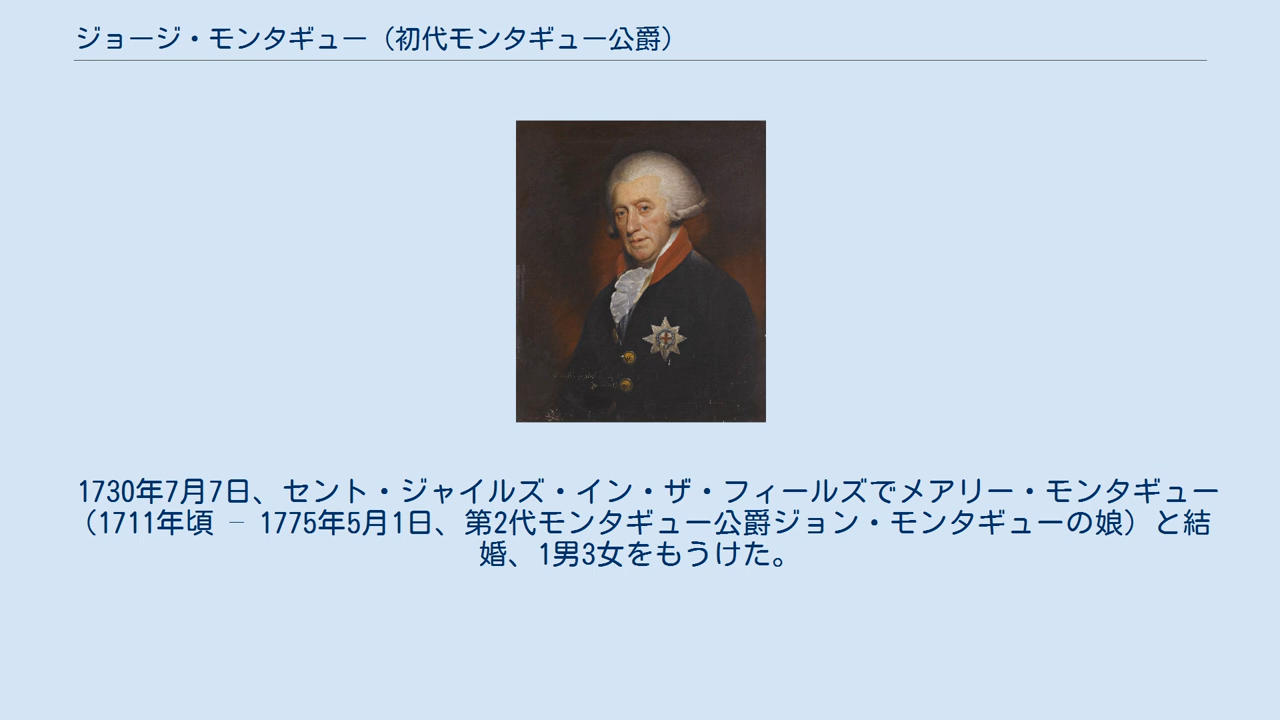 ジョージ・モンタギュー（初代モンタギュー公爵）
1730年7月7日、セント・ジャイルズ・イン・ザ・フィールズでメアリー・モンタギュー
（1711年頃 – 1775年5月1日、第2代モンタギュー公爵ジョン・モンタギューの娘）と結
婚、1男3女をもうけた。